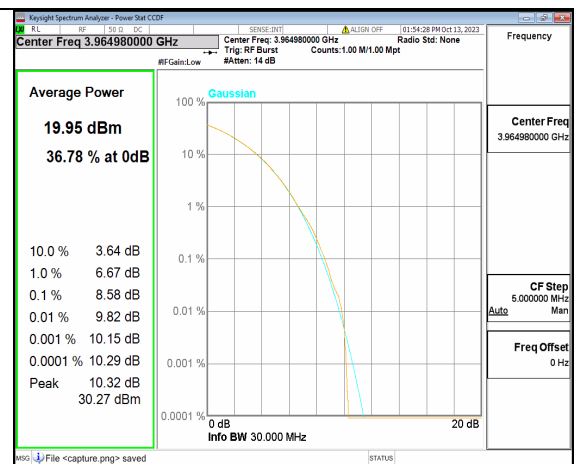 Keysight Spectrum Analyzer - Power Stat CCDF
RL RF 50 Ω DC SENSE:INT ALIGN OFF 01:54:28 PM Oct 13, 2023
Center Freq 3.964980000 GHz
Center Freq: 3.964980000 GHz Radio Std: None
Trig: RF Burst Counts:1.00 M/1.00 Mpt
#IFGain:Low #Atten: 14 dB
Frequency
Average Power
19.95 dBm
36.78 % at 0dB
10.0 % 3.64 dB
1.0 % 6.67 dB
0.1 % 8.58 dB
0.01 % 9.82 dB
0.001 % 10.15 dB
0.0001 % 10.29 dB
Peak 10.32 dB
30.27 dBm
Gaussian
100 %
10 %
1 %
0.1 %
0.01 %
0.001 %
0.0001 %
0 dB 20 dB
Info BW 30.000 MHz
Center Freq
3.964980000 GHz
CF Step
5.000000 MHz
Auto Man
Freq Offset
0 Hz
MSG File <capture.png> saved STATUS